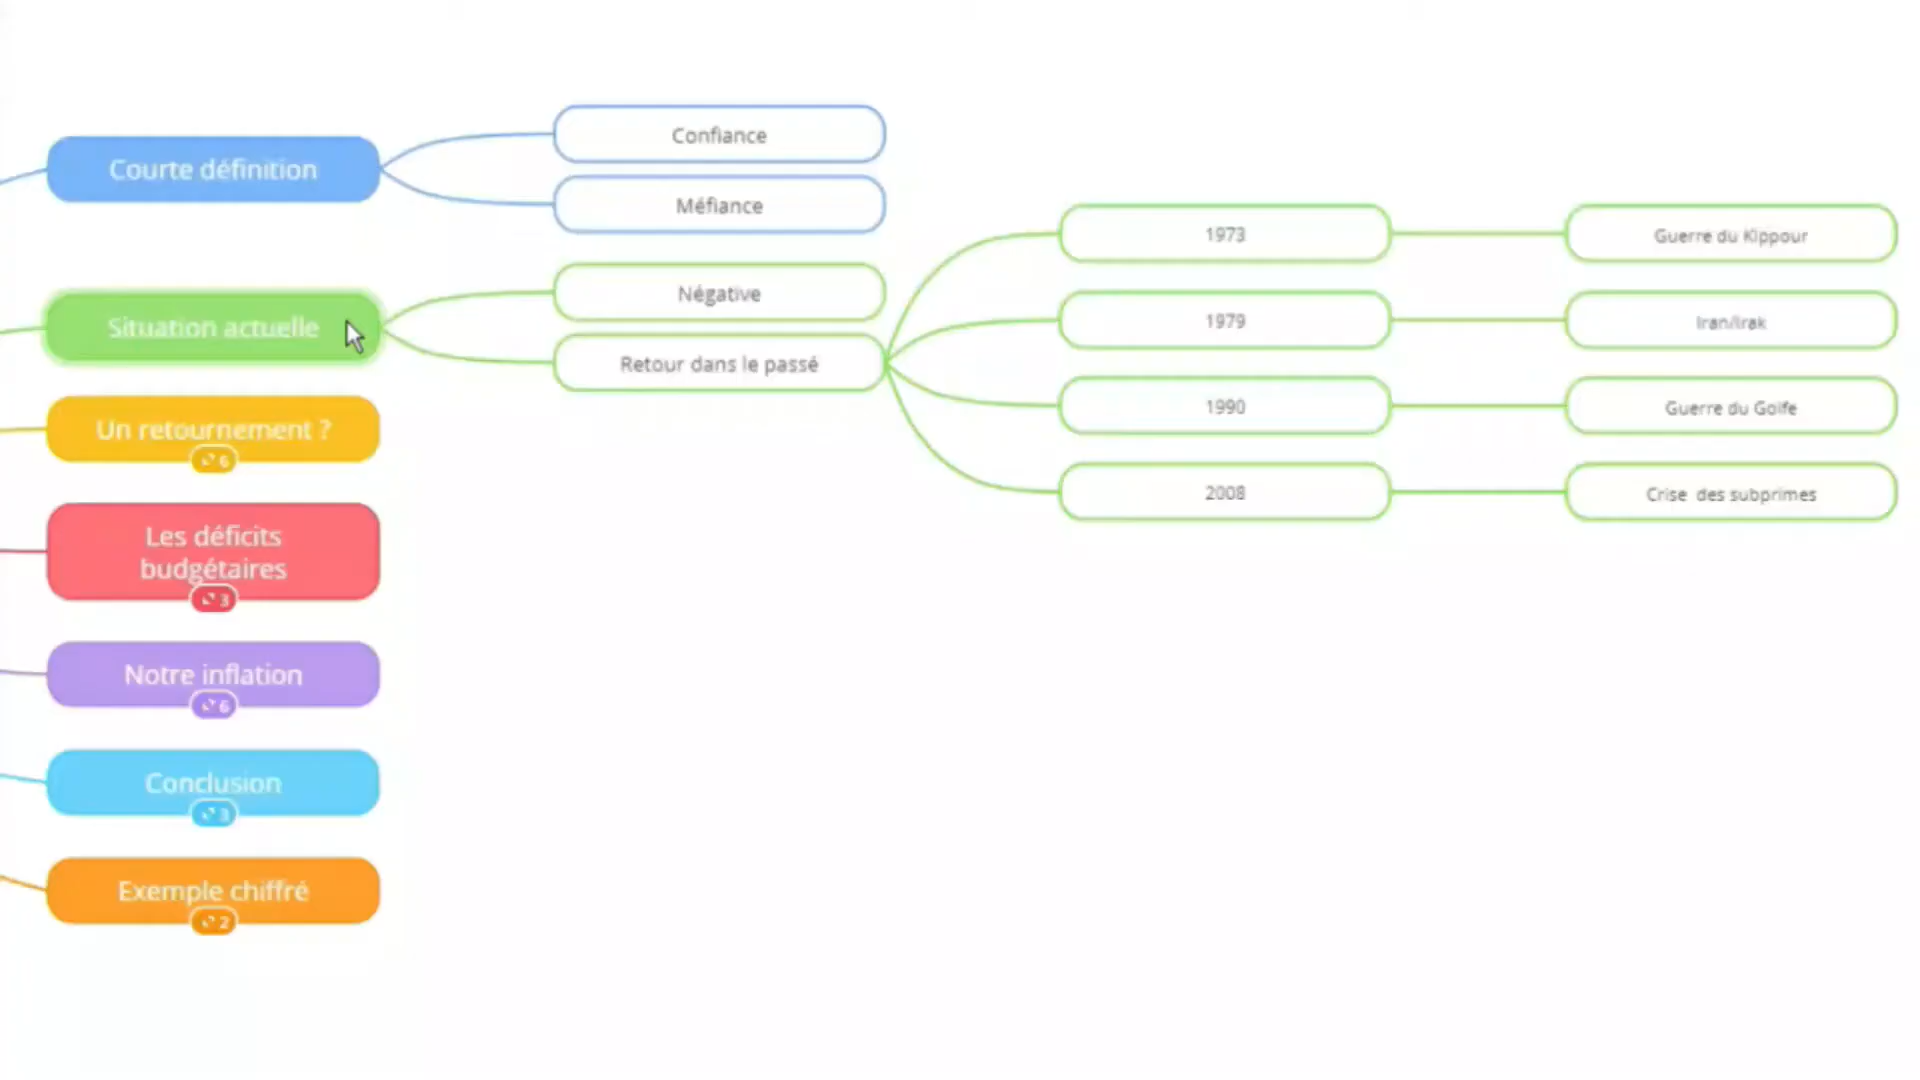 Courte définition
Confiance
Méfiance
Situation actuelle
Négative
Retour dans le passé
1973
Guerre du Kippour
1979
Iran/Irak
1990
Guerre du Golfe
2008
Crise des subprimes
Un retournement ?
6
Les déficits
budgétaires
3
Notre inflation
6
Conclusion
3
Exemple chiffré
2